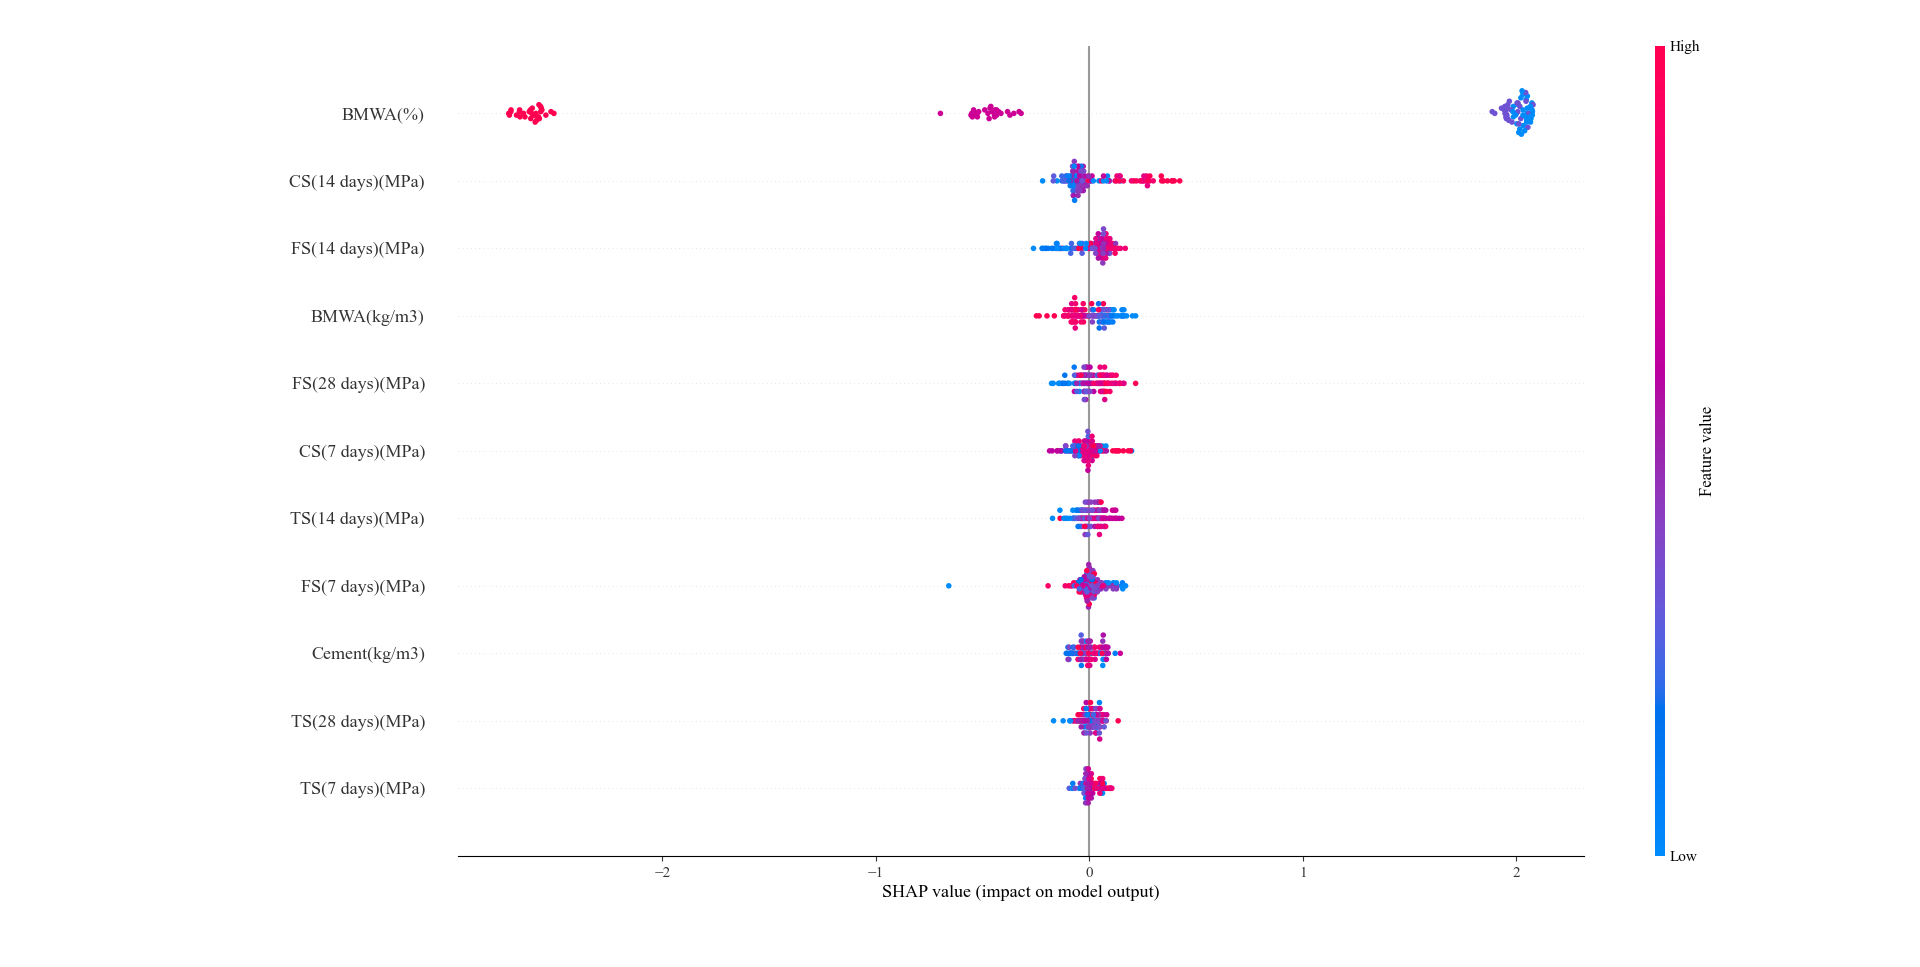 High
BMWA(%)
CS(14 days)(MPa)
FS(14 days)(MPa)
BMWA(kg/m3)
FS(28 days)(MPa)
CS(7 days)(MPa)
TS(14 days)(MPa)
FS(7 days)(MPa)
Cement(kg/m3)
TS(28 days)(MPa)
TS(7 days)(MPa)
Feature value
Low
−2
−1
0
1
2
SHAP value (impact on model output)